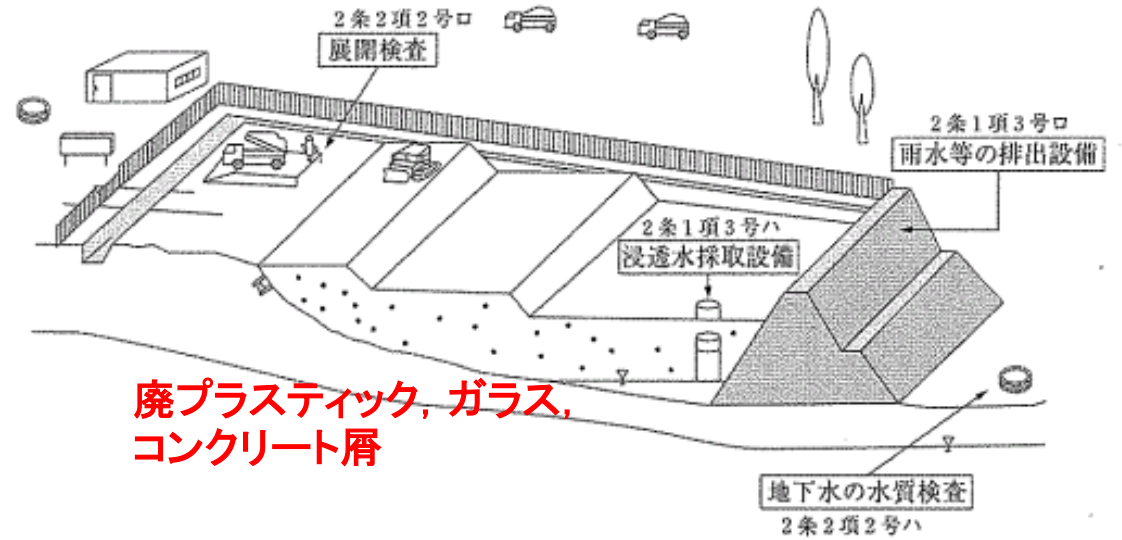 2条2項2号ロ
展開検査
2条1項3号ロ
雨水等の排出設備
2条1項3号ハ
浸透水採取設備
廃プラスティック, ガラス,
コンクリート屑
地下水の水質検査
2条2項2号ハ